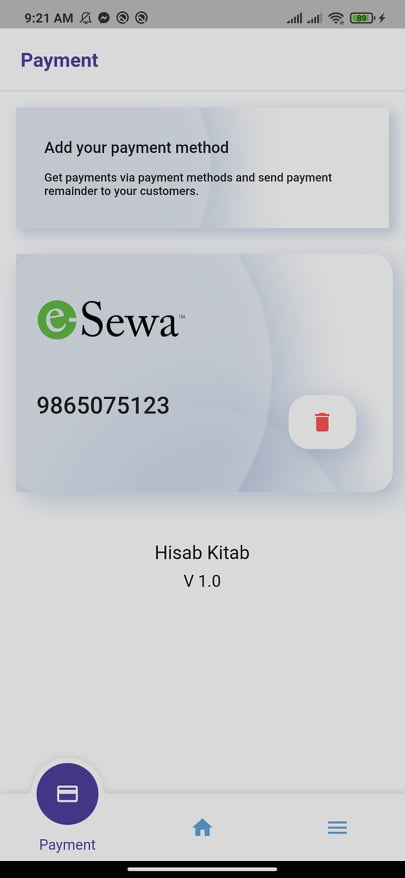 9:21 AM
89
Payment
Add your payment method
Get payments via payment methods and send payment
remainder to your customers.
e-Sewa™
9865075123
Hisab Kitab
V 1.0
Payment